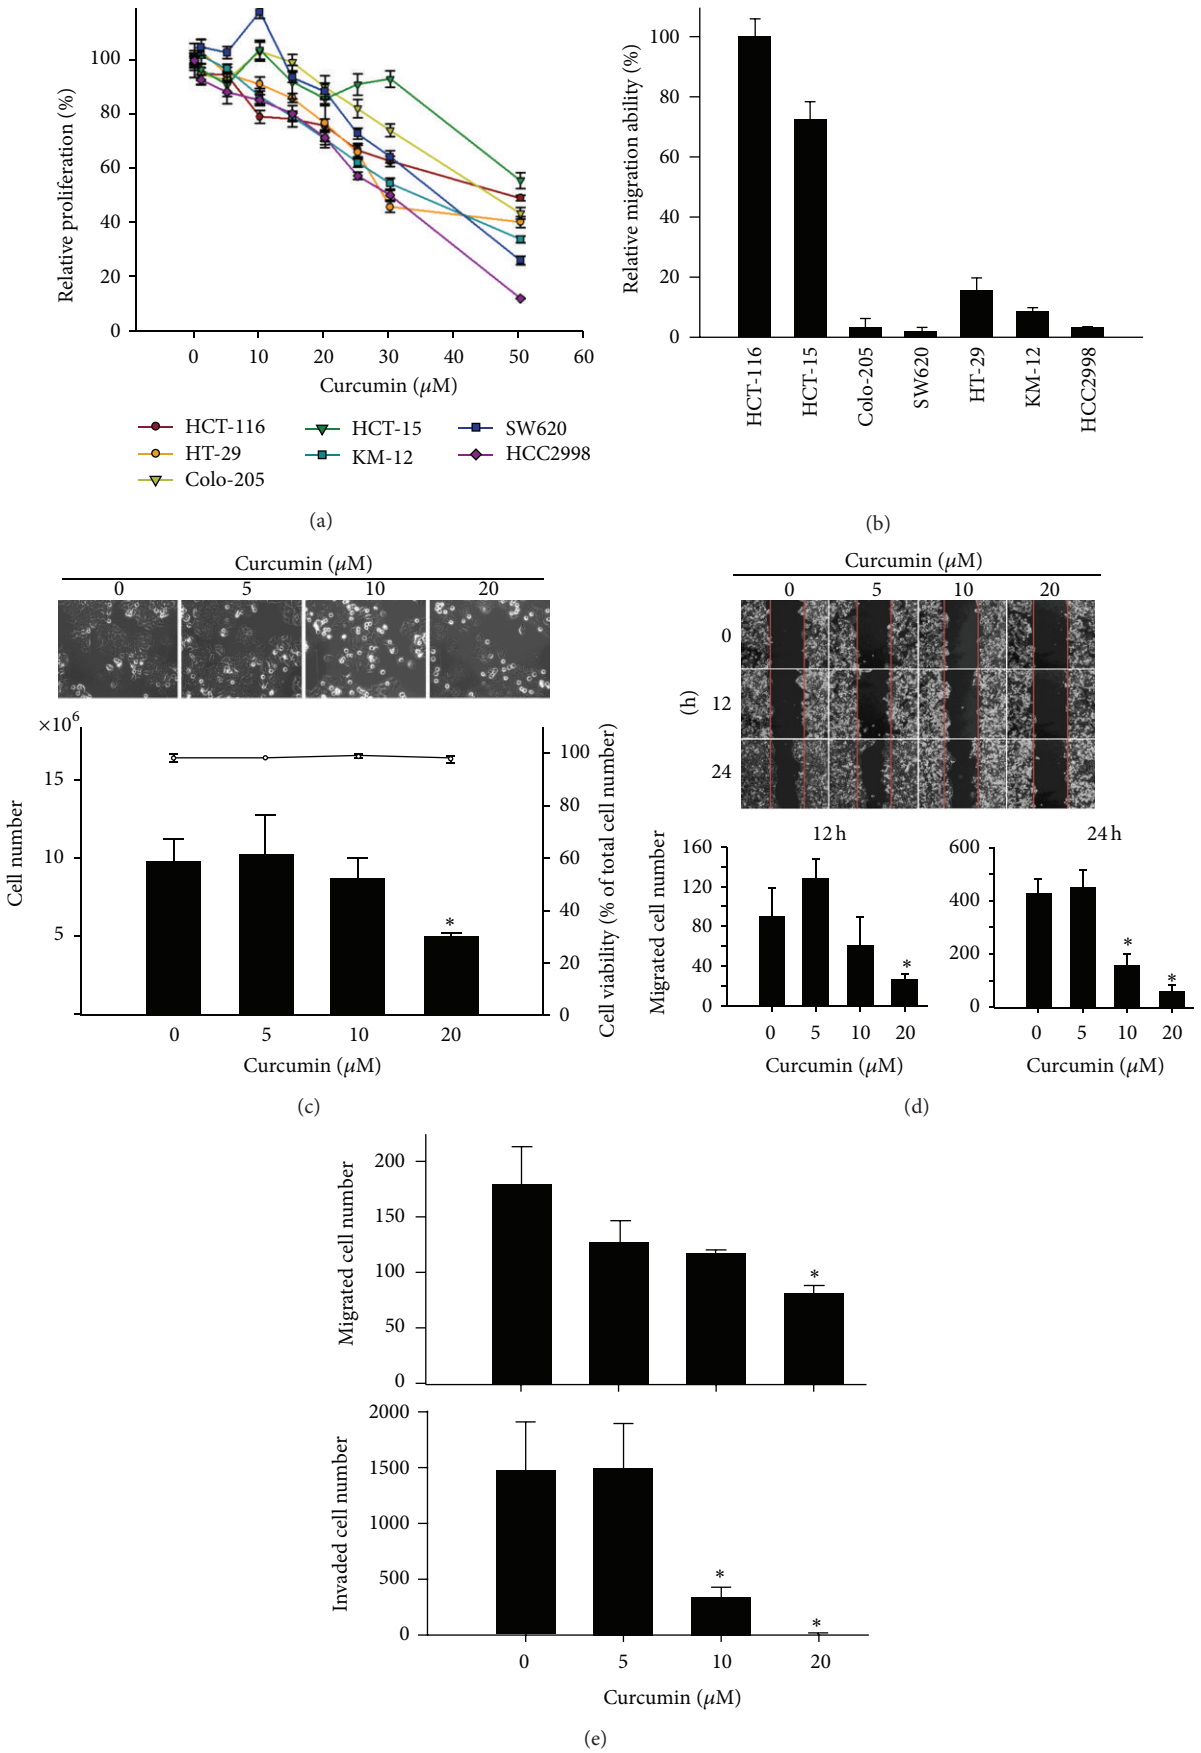 Relative proliferation (%)
100
80
60
40
20
0
0 10 20 30 40 50 60
Curcumin (μM)
HCT-116
HT-29
Colo-205
HCT-15
KM-12
SW620
HCC2998
(a)
Relative migration ability (%)
100
80
60
40
20
0
HCT-116
HCT-15
Colo-205
SW620
HT-29
KM-12
HCC2998
(b)
Curcumin (μM)
0 5 10 20
×10⁶
Cell number
15
10
5
Cell viability (% of total cell number)
100
80
60
40
20
0
*
0 5 10 20
Curcumin (μM)
(c)
Curcumin (μM)
0 5 10 20
(h)
0
12
24
12 h
Migrated cell number
160
120
80
40
0
*
0 5 10 20
Curcumin (μM)
24 h
600
400
200
0
*
*
0 5 10 20
Curcumin (μM)
(d)
Migrated cell number
200
150
100
50
0
*
Invaded cell number
2000
1500
1000
500
0
*
*
0 5 10 20
Curcumin (μM)
(e)